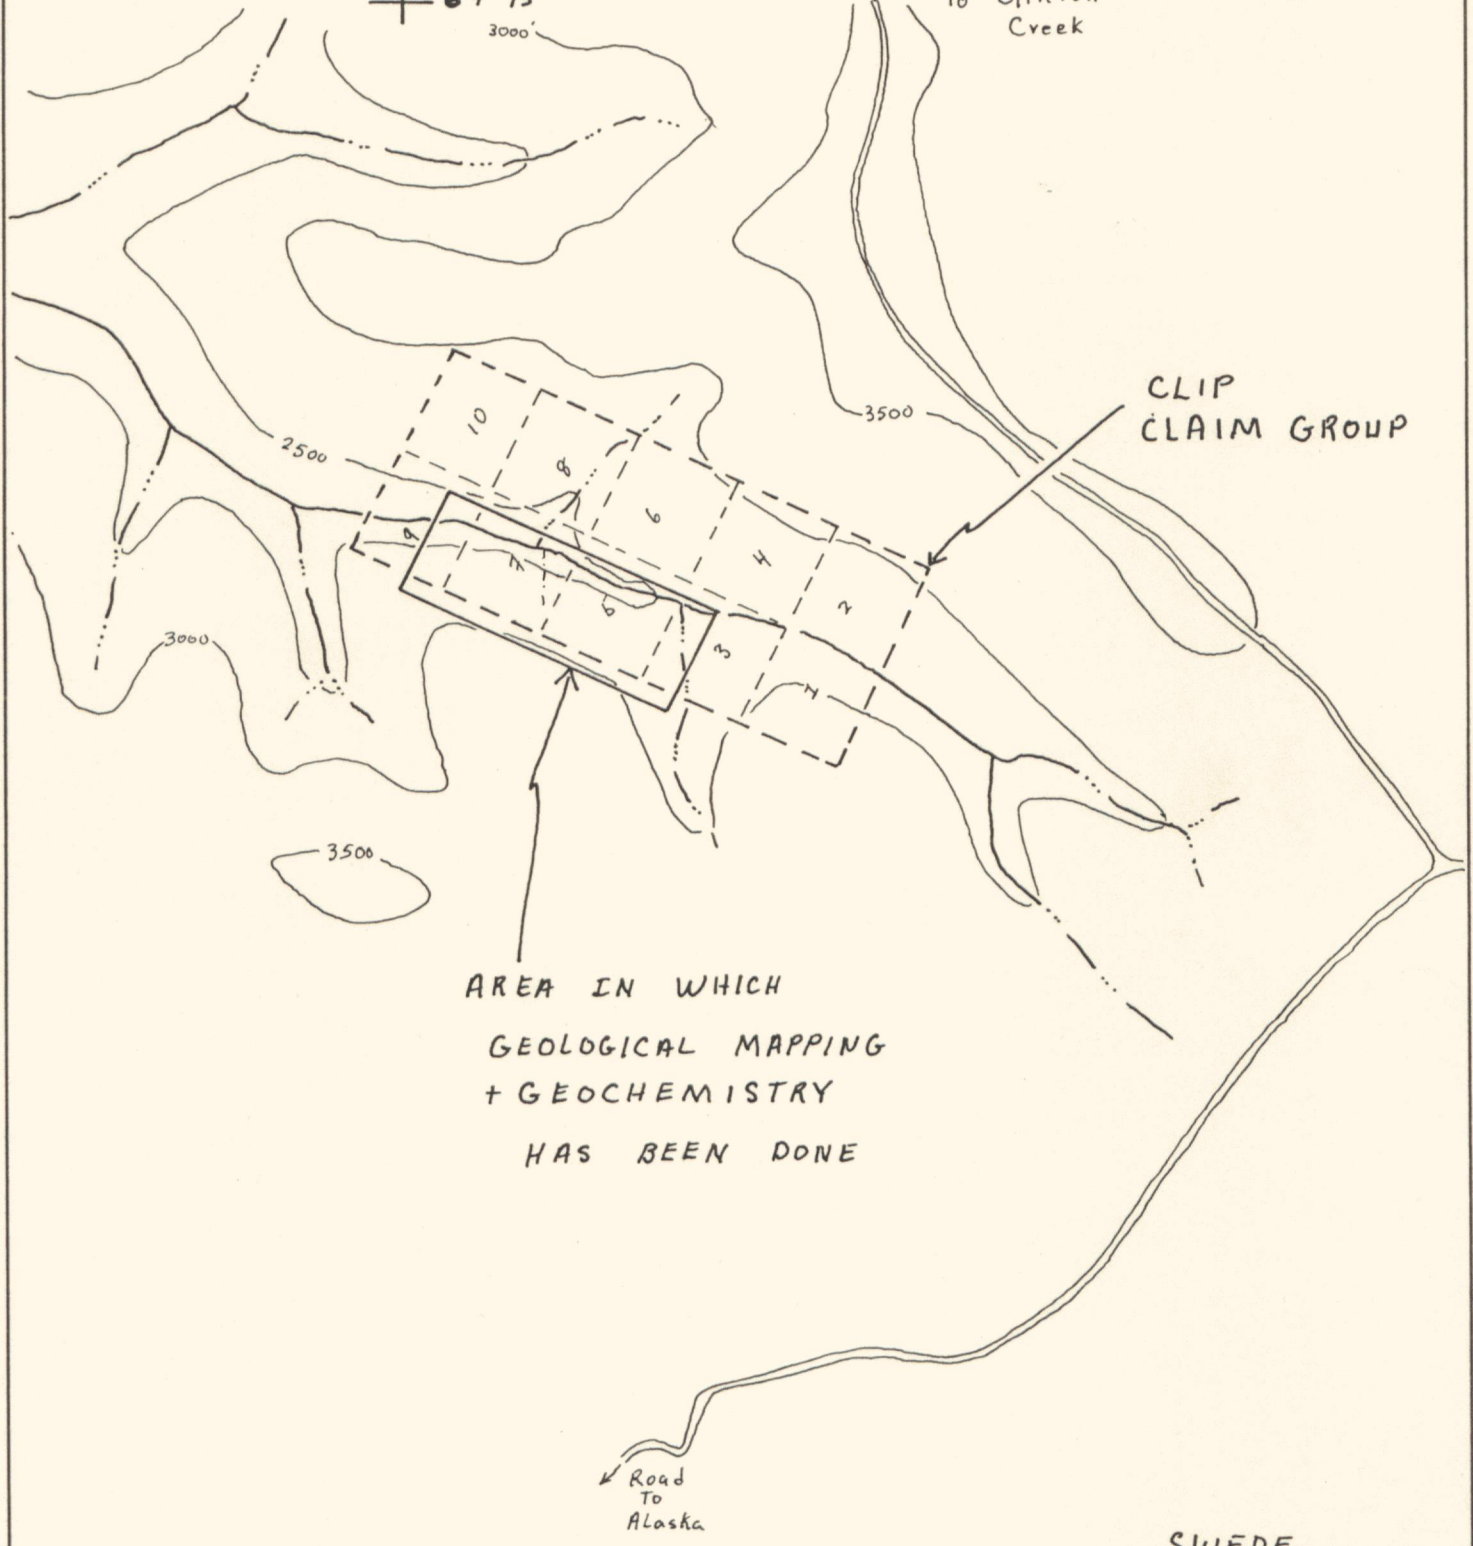 3000'
Creek
CLIP
CLAIM GROUP
3500
10
2500
8
6
9
4
7
2
3
1
3000
3500
AREA IN WHICH
GEOLOGICAL MAPPING
+ GEOCHEMISTRY
HAS BEEN DONE
Road
To
Alaska